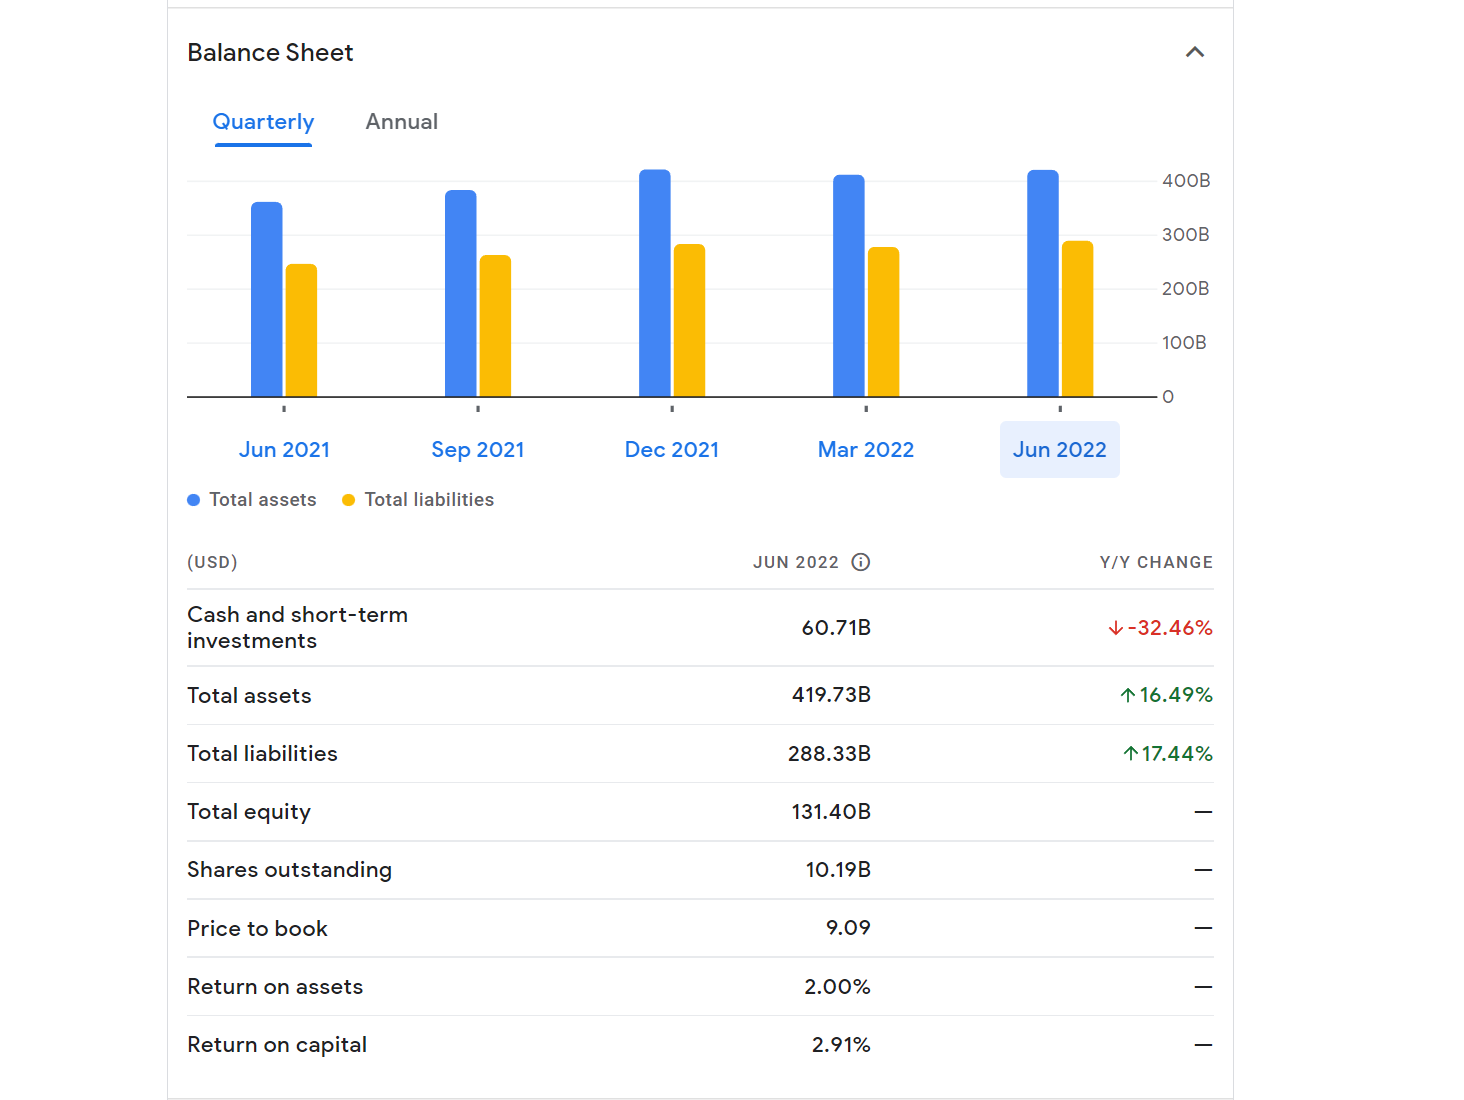 Balance Sheet
Quarterly Annual
400B
300B
200B
100B
0
Jun 2021 Sep 2021 Dec 2021 Mar 2022 Jun 2022
Total assets Total liabilities
(USD) JUN 2022 Y/Y CHANGE
Cash and short-term
investments 60.71B ↓-32.46%
Total assets 419.73B ↑16.49%
Total liabilities 288.33B ↑17.44%
Total equity 131.40B —
Shares outstanding 10.19B —
Price to book 9.09 —
Return on assets 2.00% —
Return on capital 2.91% —